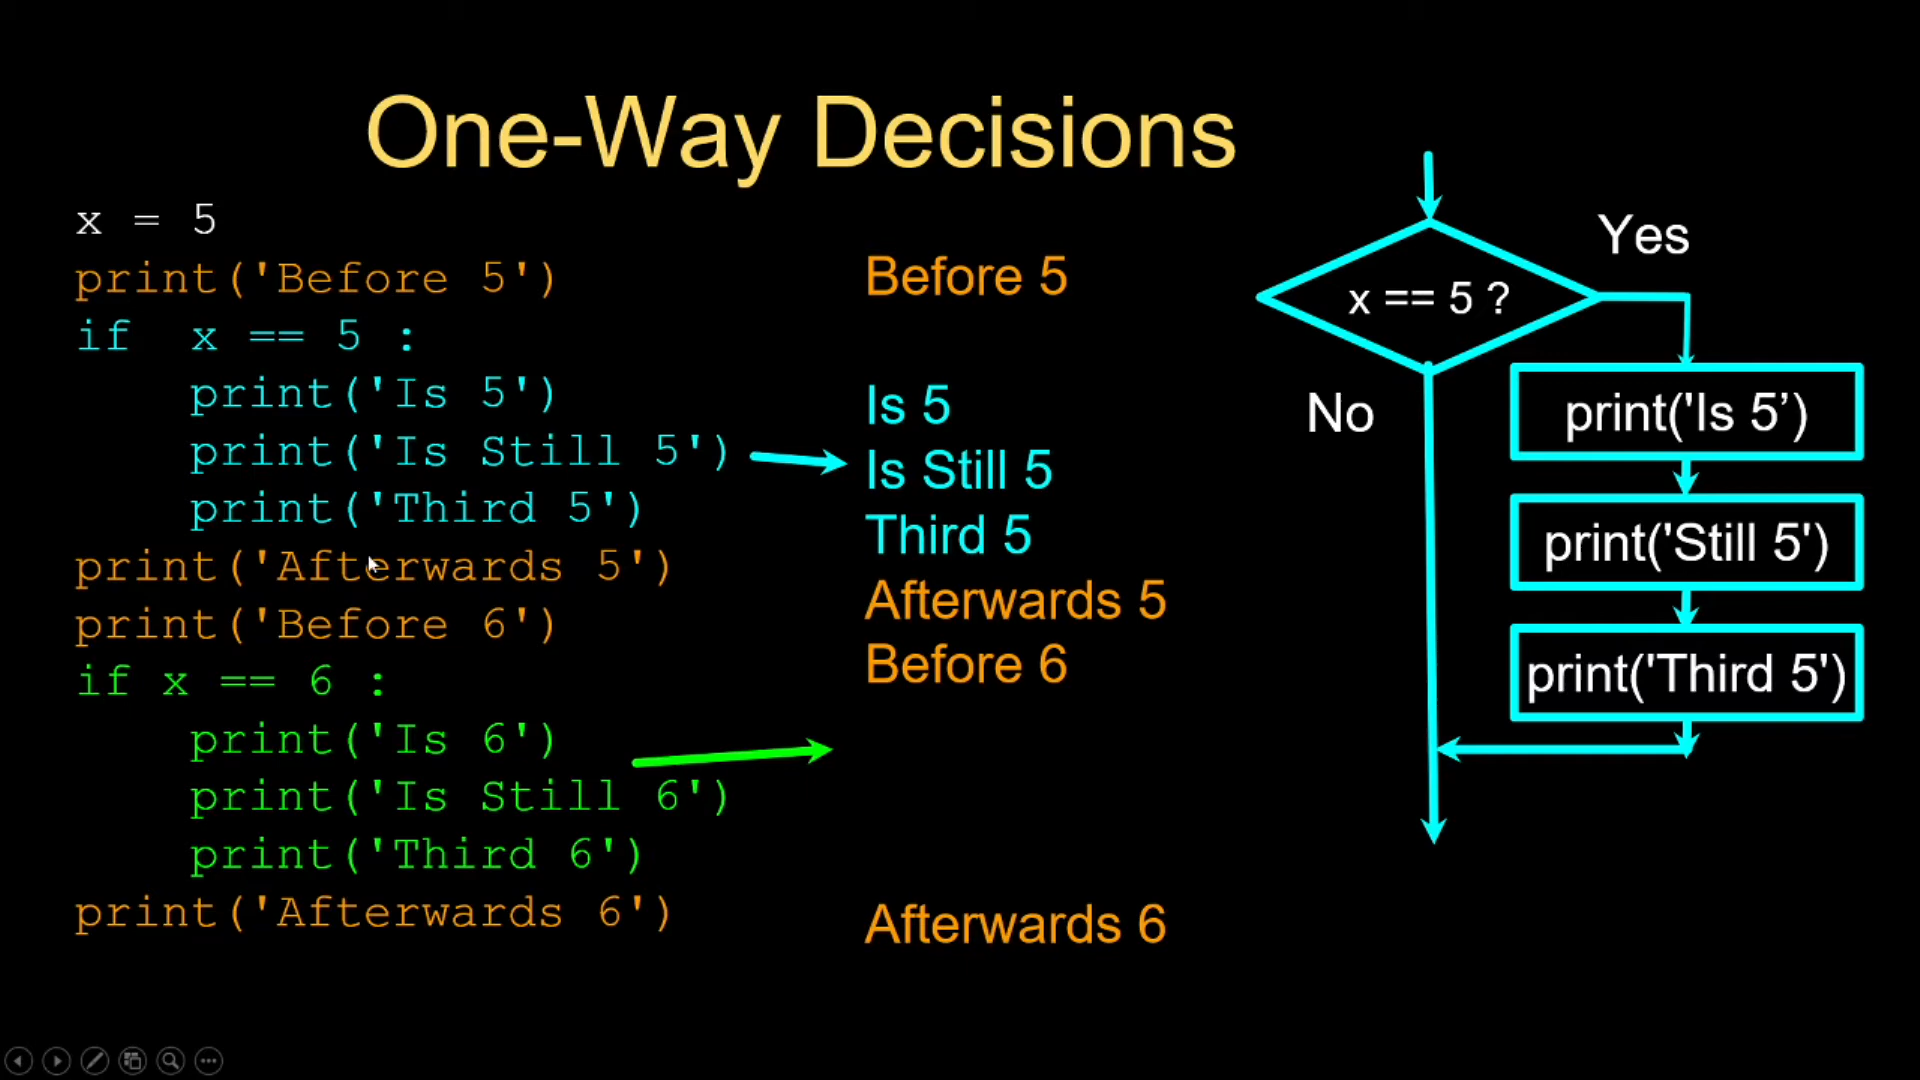 One-Way Decisions
x = 5
print('Before 5')
if  x == 5 :
    print('Is 5')
    print('Is Still 5')
    print('Third 5')
print('Afterwards 5')
print('Before 6')
if x == 6 :
    print('Is 6')
    print('Is Still 6')
    print('Third 6')
print('Afterwards 6')
Before 5
Is 5
Is Still 5
Third 5
Afterwards 5
Before 6
Afterwards 6
x == 5 ?
Yes
No
print('Is 5’)
print('Still 5')
print('Third 5')